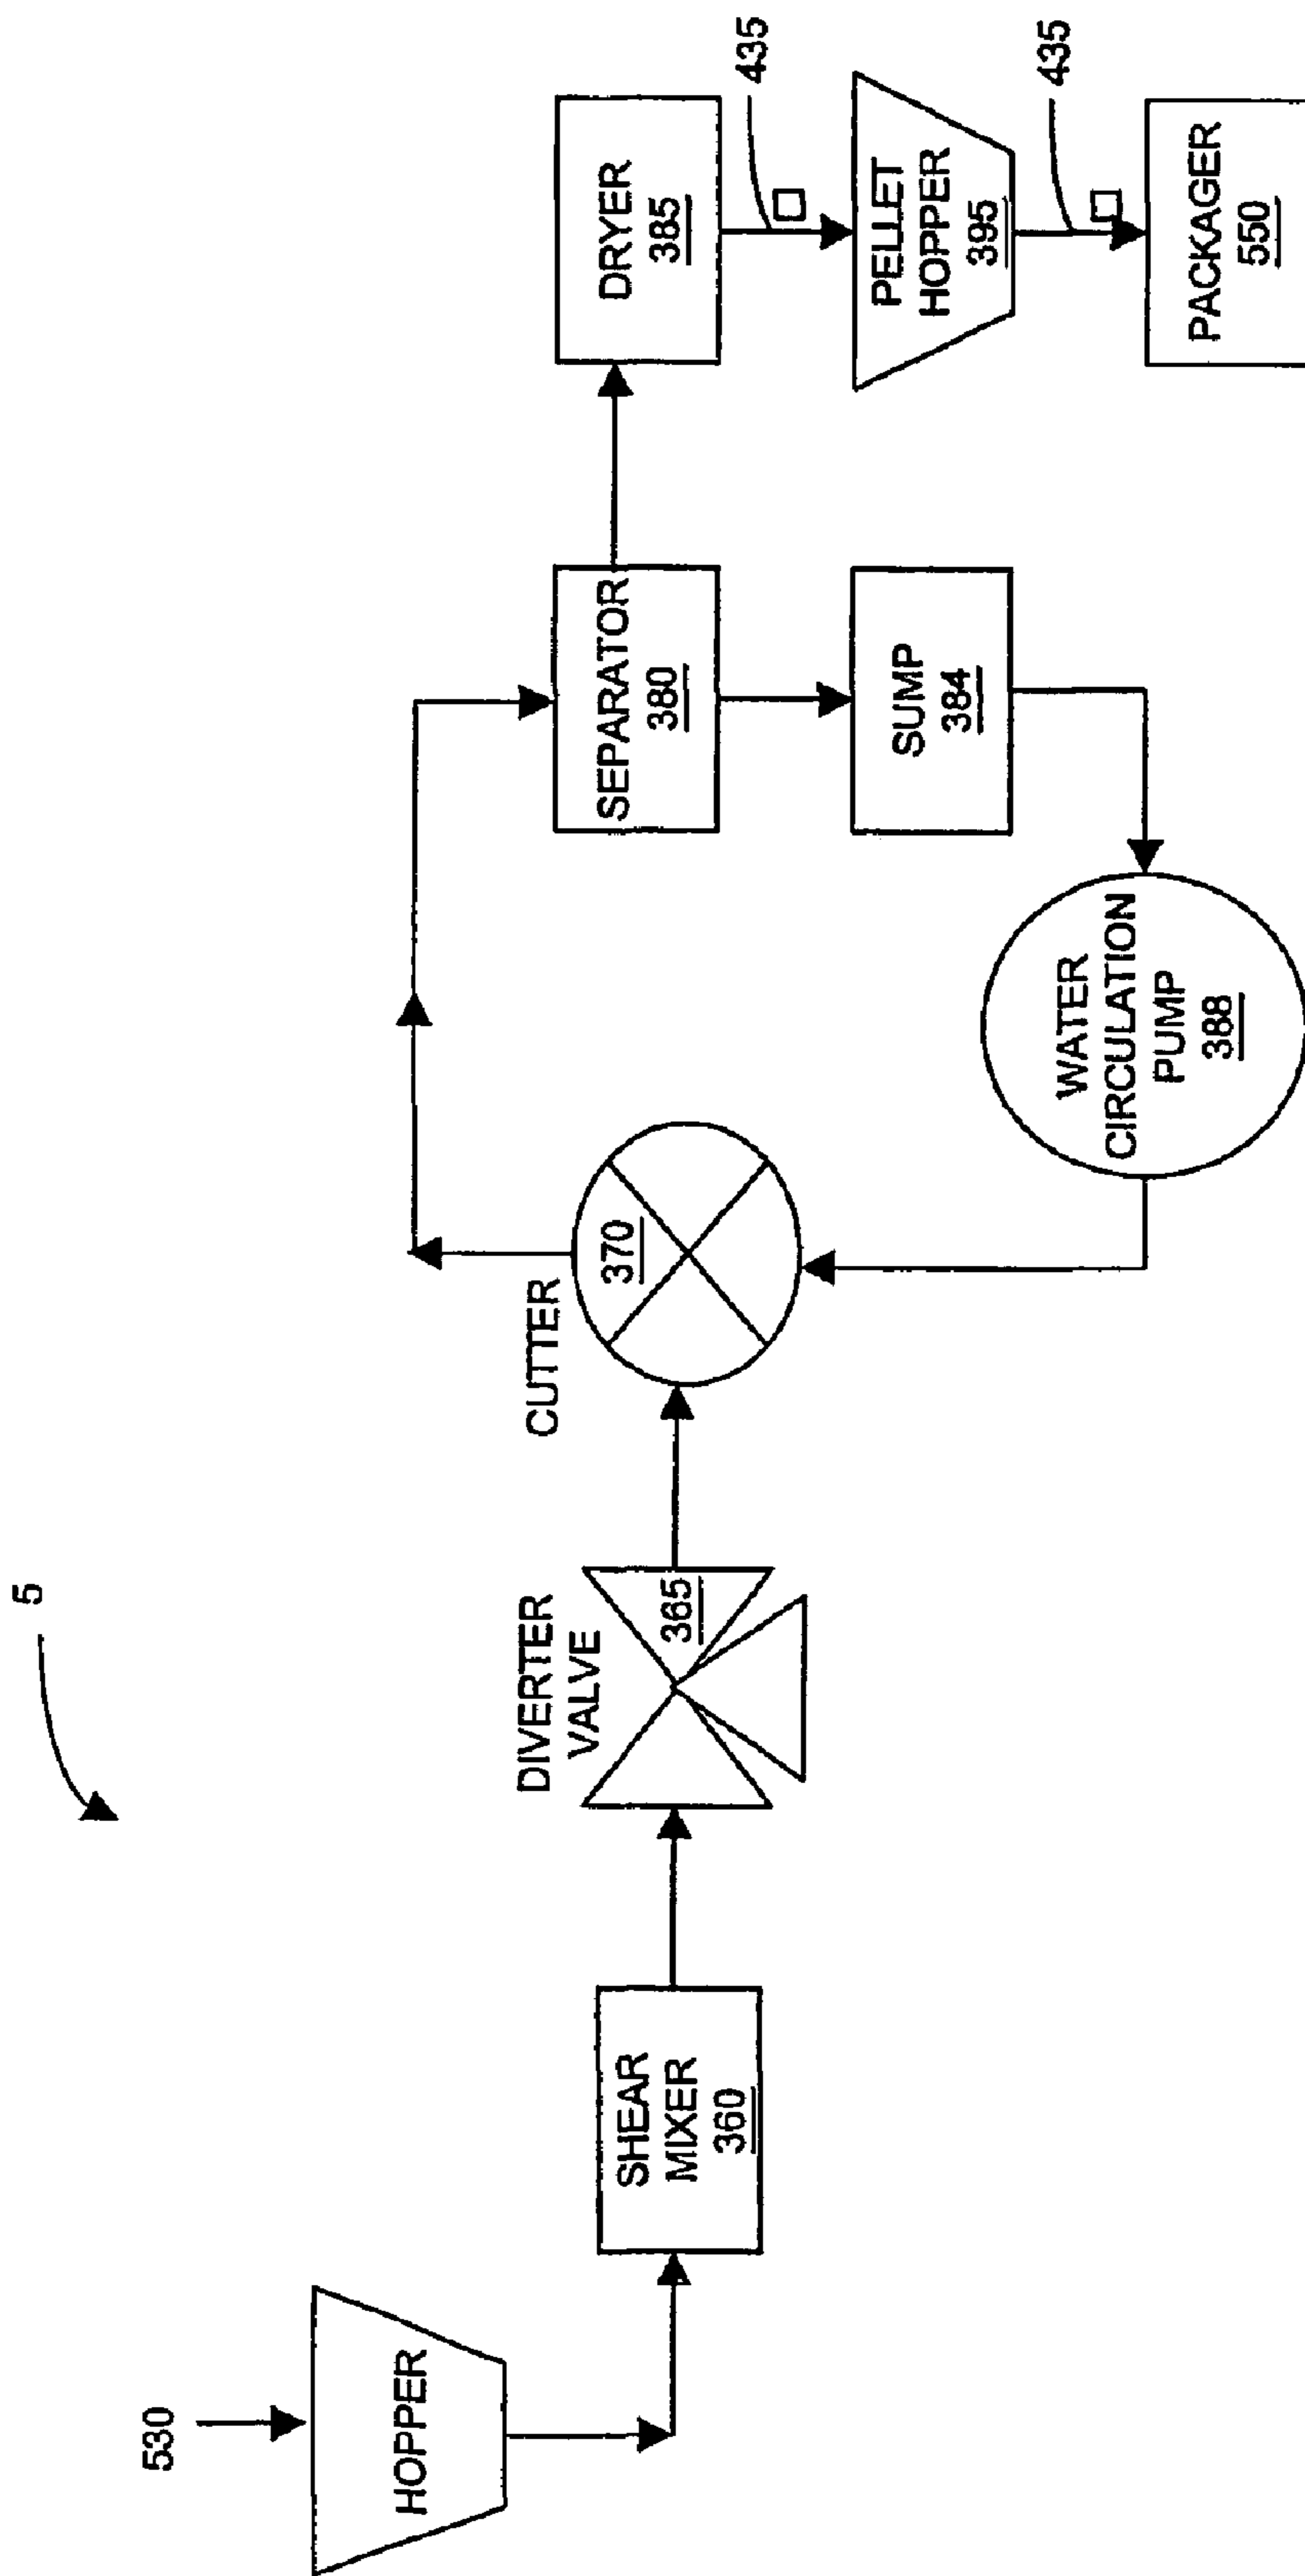 5
530
HOPPER
SHEAR
MIXER
360
DIVERTER
VALVE
365
CUTTER
370
SEPARATOR
380
SUMP
384
WATER
CIRCULATION
PUMP
388
DRYER
385
435
PELLET
HOPPER
395
435
PACKAGER
550